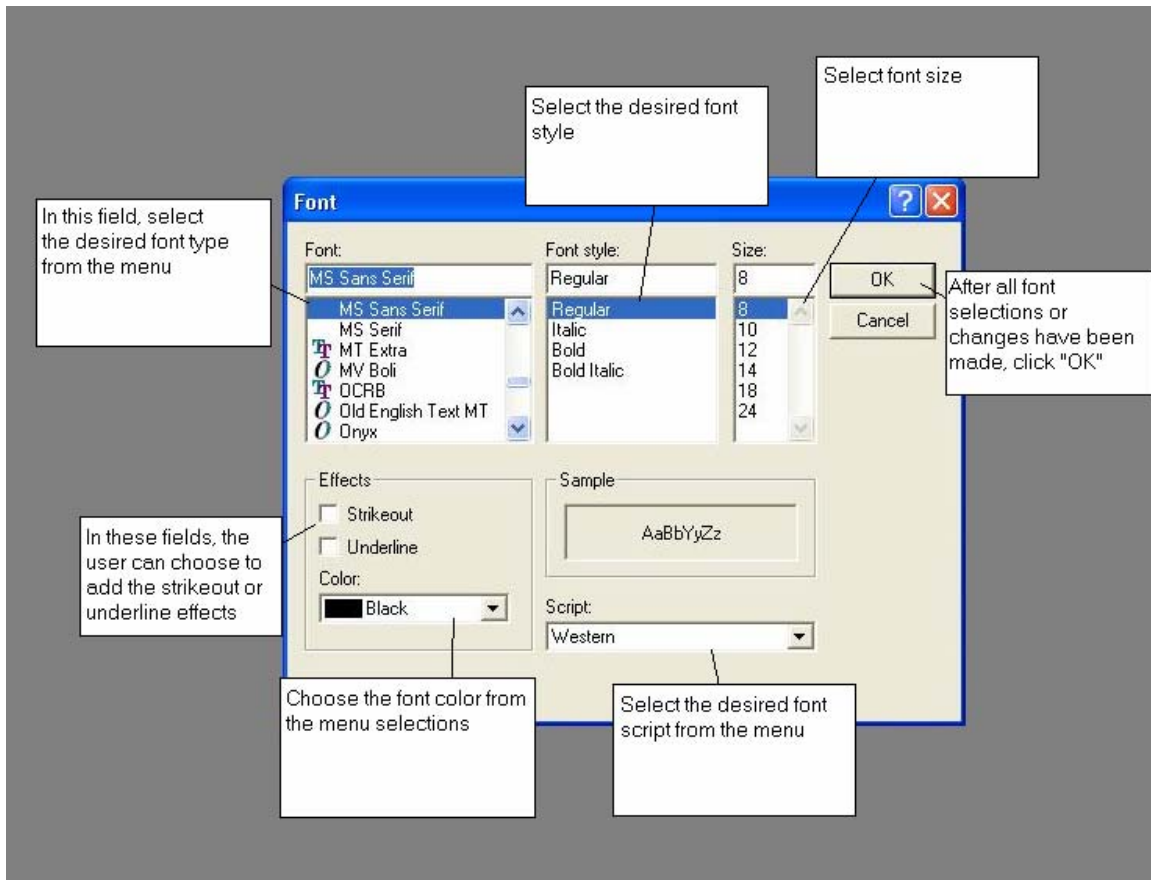 Select font size
Select the desired font
style
In this field, select
the desired font type
from the menu
Font
?
Font:
Font style:
Size:
MS Sans Serif
Regular
8
OK
Cancel
After all font
selections or
changes have been
made, click "OK"
MS Sans Serif
MS Serif
MT Extra
MV Boli
OCRB
Old English Text MT
Onyx
Regular
Italic
Bold
Bold Italic
8
10
12
14
18
24
Effects
Strikeout
Underline
Color:
Black
In these fields, the
user can choose to
add the strikeout or
underline effects
Sample
AaBbYyZz
Script:
Western
Choose the font color from
the menu selections
Select the desired font
script from the menu